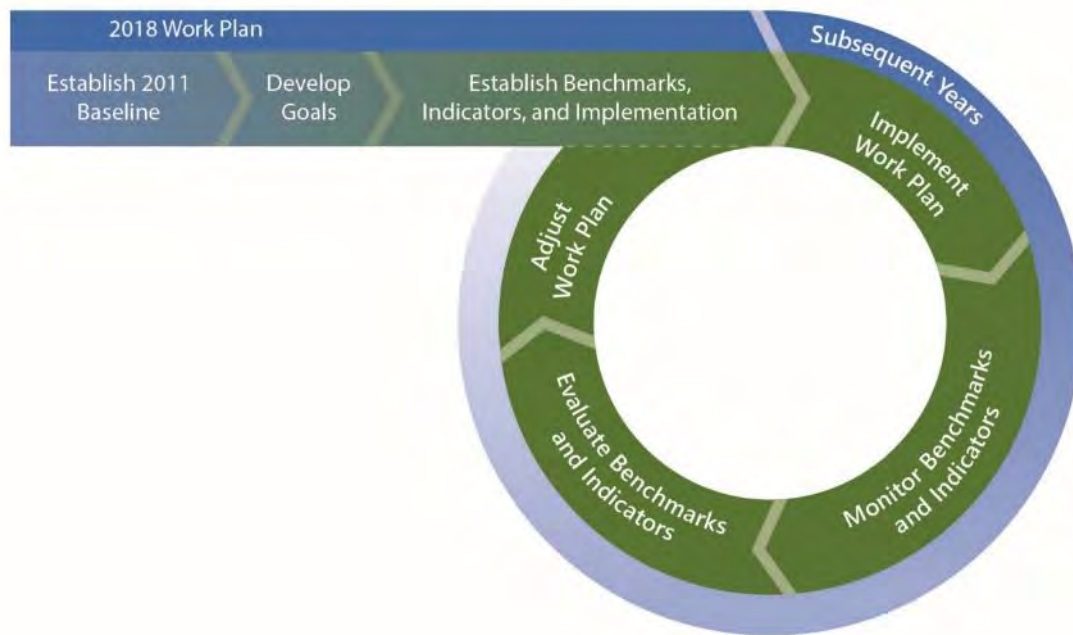 2018 Work Plan
Establish 2011
Baseline
Develop
Goals
Establish Benchmarks,
Indicators, and Implementation
Subsequent Years
Implement
Work Plan
Monitor Benchmarks
and Indicators
Evaluate Benchmarks
and Indicators
Adjust
Work Plan